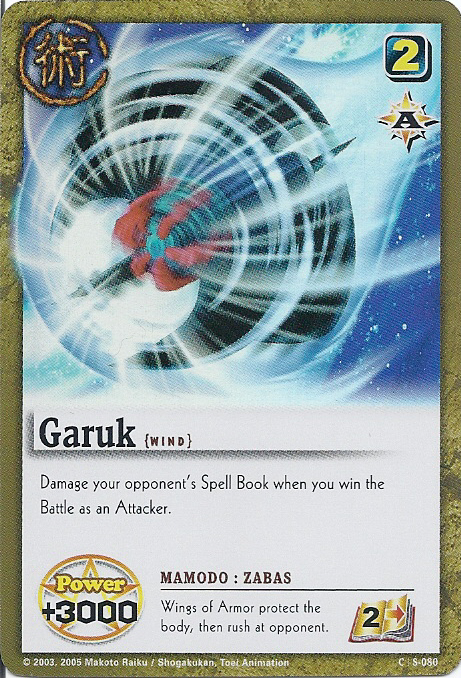 術
2
A
Garuk {WIND}
Damage your opponent's Spell Book when you win the
Battle as an Attacker.
Power
+3000
MAMODO : ZABAS
Wings of Armor protect the
body, then rush at opponent.
2
© 2003, 2005 Makoto Raiku / Shogakukan, Toei Animation
C | S-080